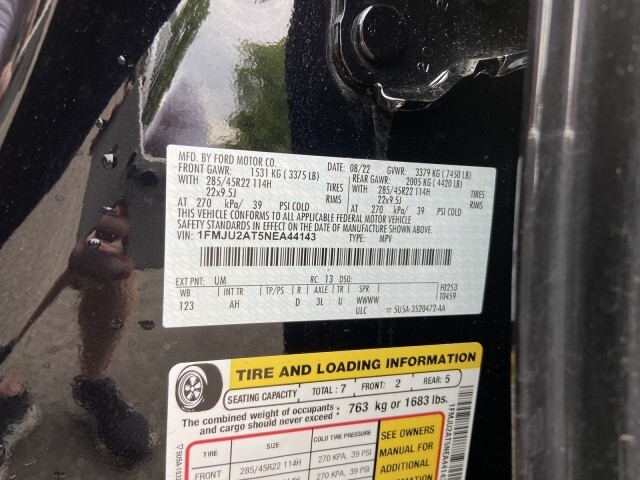 MFD. BY FORD MOTOR CO.
DATE: 08/22 GVWR: 3379 KG ( 7450 LB)
FRONT GAWR: 1531 KG ( 3375 LB) REAR GAWR: 2005 KG ( 4420 LB)
WITH 285/45R22 114H TIRES WITH 285/45R22 114H TIRES
22x9.5J RIMS 22x9.5J RIMS
AT 270 kPa/ 39 PSI COLD AT 270 kPa/ 39 PSI COLD
THIS VEHICLE CONFORMS TO ALL APPLICABLE FEDERAL MOTOR VEHICLE
SAFETY STANDARDS IN EFFECT ON THE DATE OF MANUFACTURE SHOWN ABOVE.
VIN: 1FMJU2AT5NEA44143 TYPE: MPV
EXT PNT: UM RC: 13 DSO:
WB INT TR TP/PS R AXLE TR SPR F0253
123 AH D 3L U WWWW T0459
ULC 5U5A-3520472-AA
TIRE AND LOADING INFORMATION
SEATING CAPACITY TOTAL : 7 FRONT: 2 REAR: 5
The combined weight of occupants
and cargo should never exceed : 763 kg or 1683 lbs.
TIRE SIZE COLD TIRE PRESSURE
FRONT 285/45R22 114H 270 KPA, 39 PSI
SEE OWNERS
MANUAL FOR
ADDITIONAL